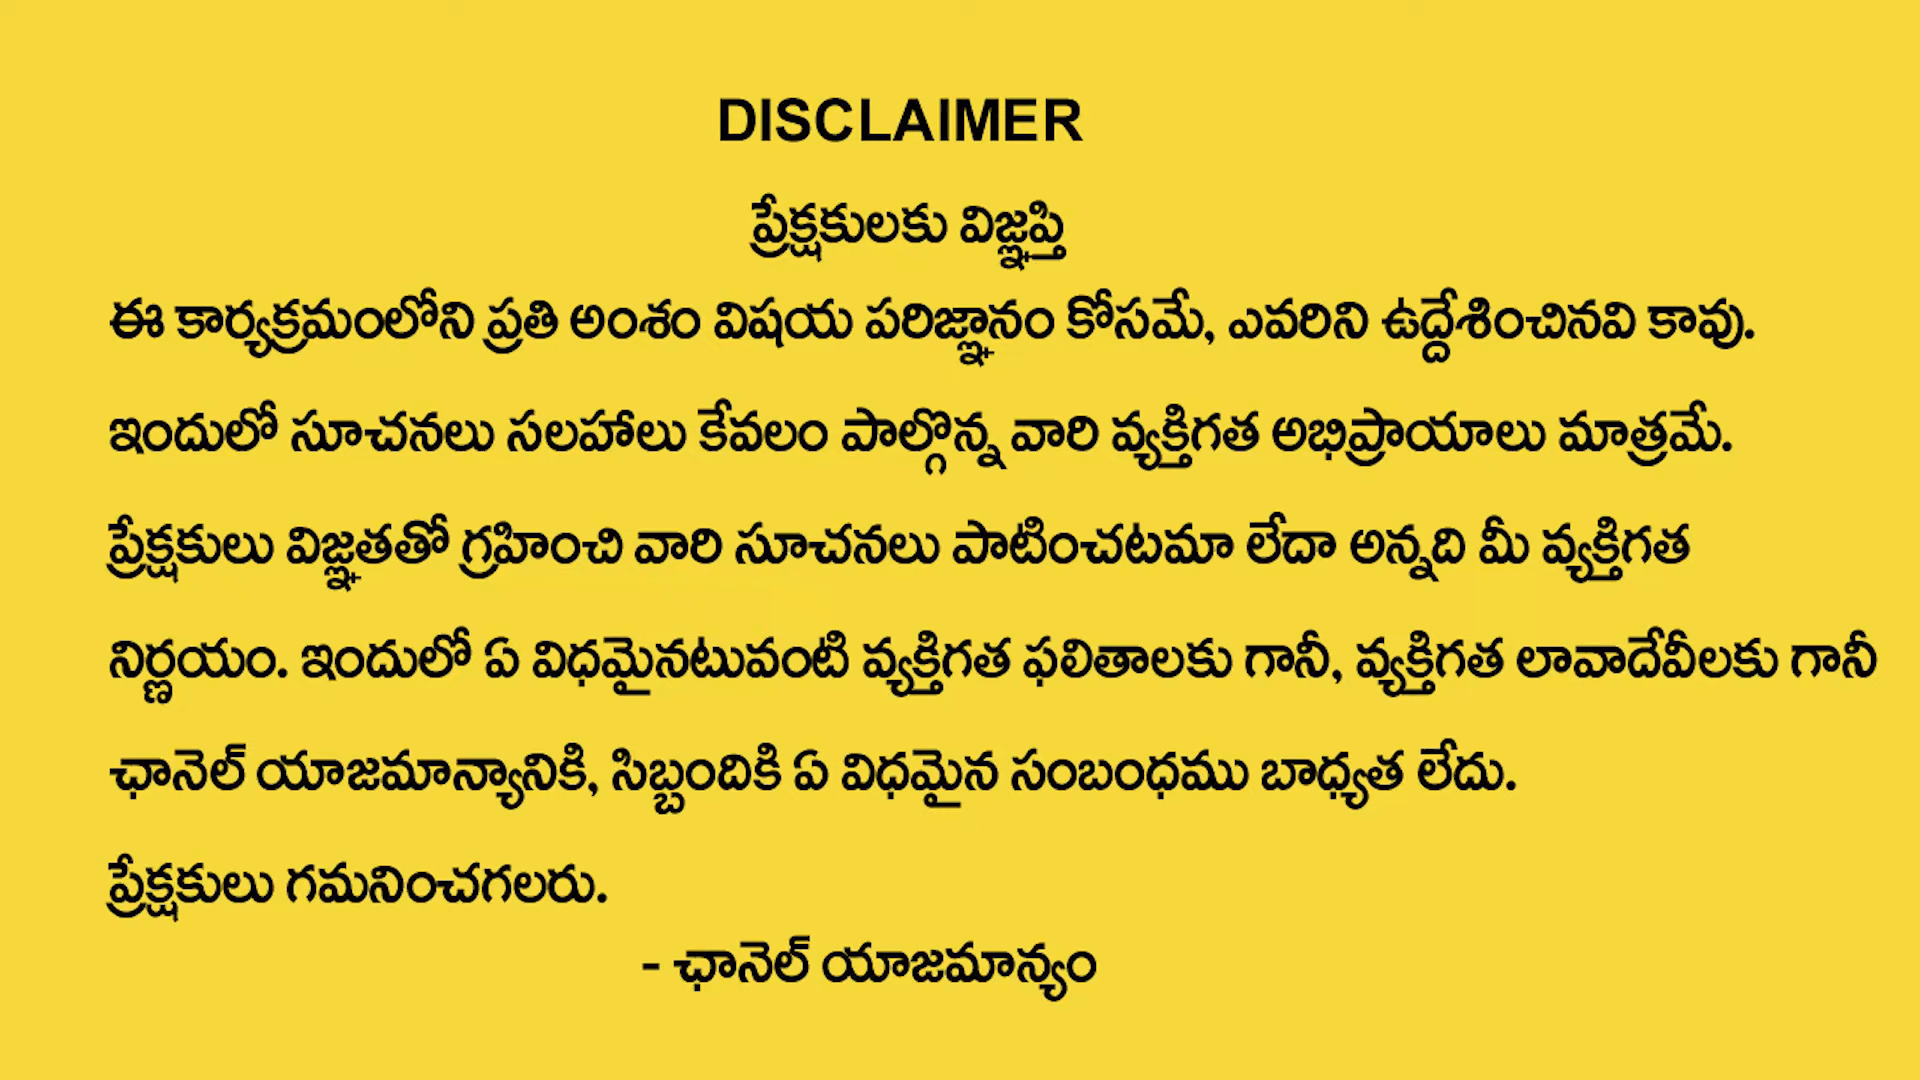 DISCLAIMER
ప్రేక్షకులకు విజ్ఞప్తి
ఈ కార్యక్రమంలోని ప్రతి అంశం విషయ పరిజ్ఞానం కోసమే, ఎవరిని ఉద్దేశించినవి కావు.
ఇందులో సూచనలు సలహాలు కేవలం పాల్గొన్న వారి వ్యక్తిగత అభిప్రాయాలు మాత్రమే.
ప్రేక్షకులు విజ్ఞతతో గ్రహించి వారి సూచనలు పాటించటమా లేదా అన్నది మీ వ్యక్తిగత
నిర్ణయం. ఇందులో ఏ విధమైనటువంటి వ్యక్తిగత ఫలితాలకు గానీ, వ్యక్తిగత లావాదేవీలకు గానీ
ఛానెల్ యాజమాన్యానికి, సిబ్బందికి ఏ విధమైన సంబంధము బాధ్యత లేదు.
ప్రేక్షకులు గమనించగలరు.
- ఛానెల్ యాజమాన్యం